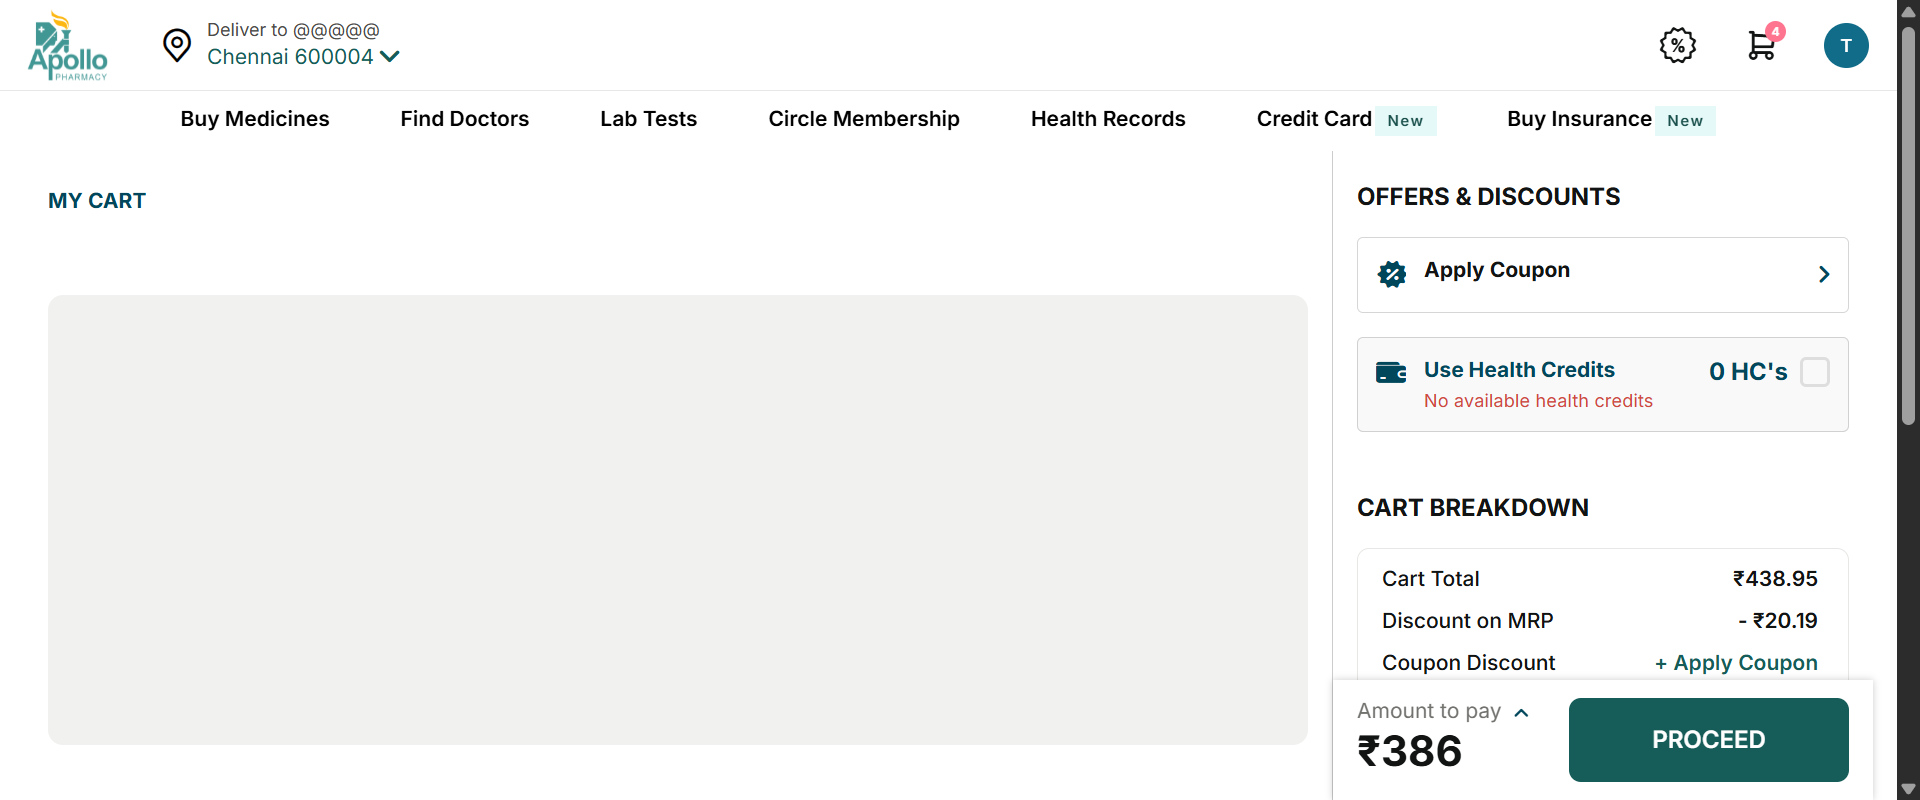 Apollo
PHARMACY
Deliver to @@@@@
Chennai 600004
%
4
T
Buy Medicines
Find Doctors
Lab Tests
Circle Membership
Health Records
Credit Card New
Buy Insurance New
MY CART
OFFERS & DISCOUNTS
Apply Coupon
Use Health Credits
0 HC's
No available health credits
CART BREAKDOWN
Cart Total ₹438.95
Discount on MRP - ₹20.19
Coupon Discount + Apply Coupon
Amount to pay
₹386
PROCEED